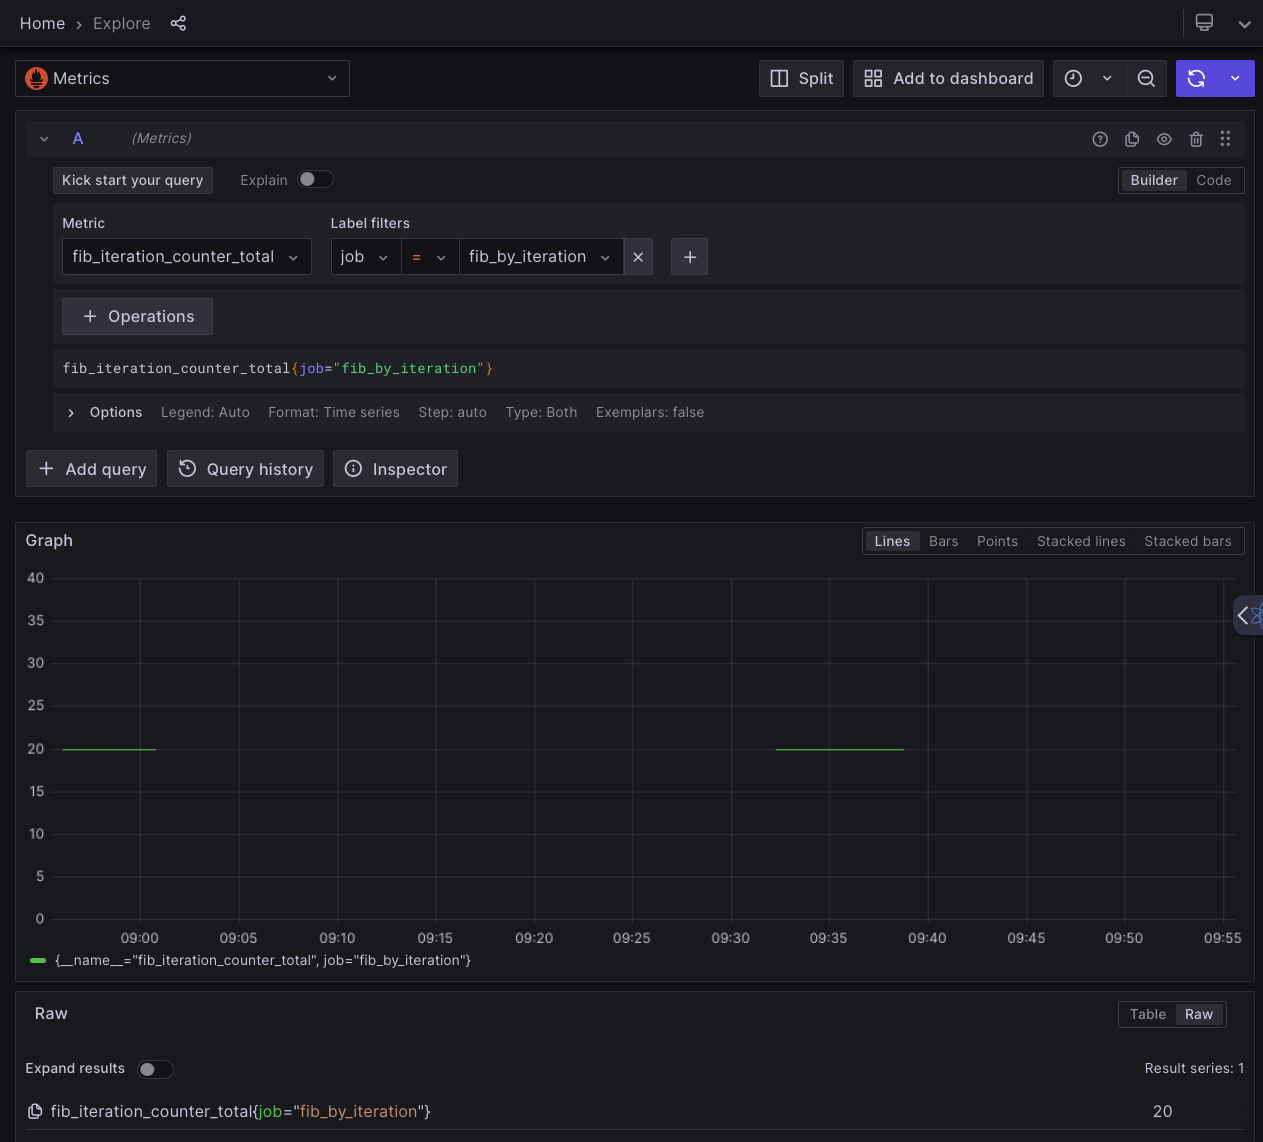 Home › Explore
Metrics
Split
Add to dashboard
A (Metrics)
Kick start your query
Explain
Builder Code
Metric
Label filters
fib_iteration_counter_total
job = fib_by_iteration
+ Operations
fib_iteration_counter_total{job="fib_by_iteration"}
Options Legend: Auto Format: Time series Step: auto Type: Both Exemplars: false
+ Add query
Query history
Inspector
Graph
Lines Bars Points Stacked lines Stacked bars
40
35
30
25
20
15
10
5
0
09:00 09:05 09:10 09:15 09:20 09:25 09:30 09:35 09:40 09:45 09:50 09:55
{__name__="fib_iteration_counter_total", job="fib_by_iteration"}
Raw
Table Raw
Expand results
Result series: 1
fib_iteration_counter_total{job="fib_by_iteration"} 20